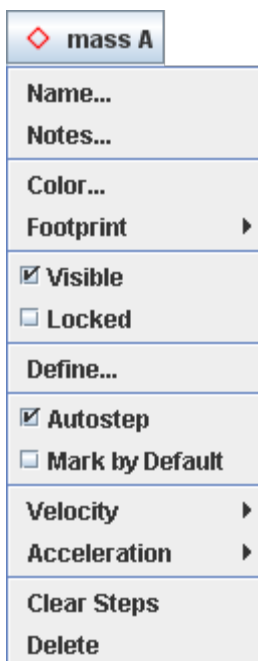 mass A
Name...
Notes...
Color...
Footprint
Visible
Locked
Define...
Autostep
Mark by Default
Velocity
Acceleration
Clear Steps
Delete